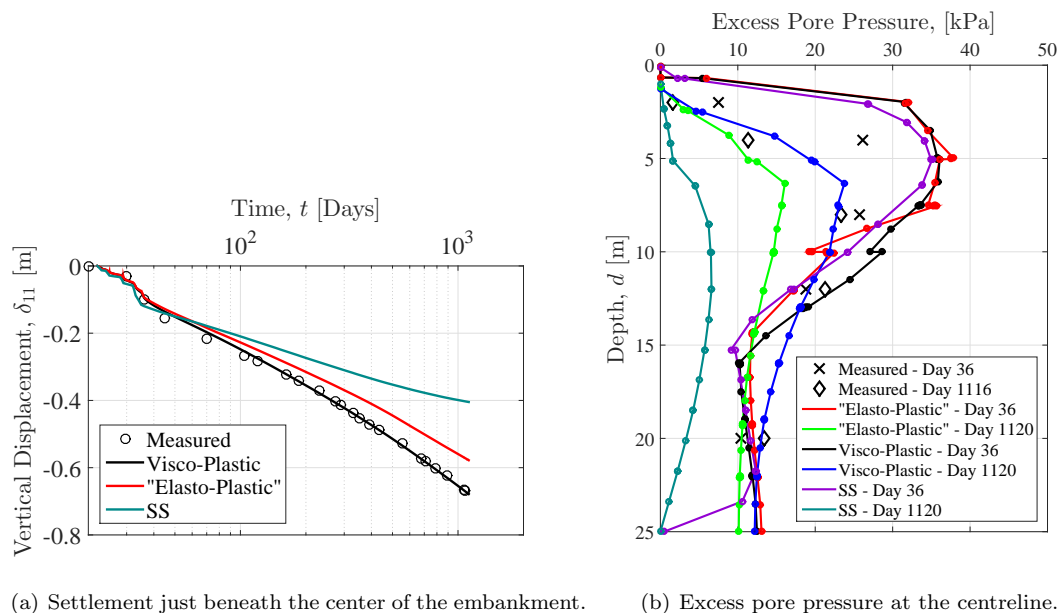 Time, t [Days]
10²
10³
Vertical Displacement, δ₁₁ [m]
0
-0.2
-0.4
-0.6
-0.8
Measured
Visco-Plastic
"Elasto-Plastic"
SS
(a) Settlement just beneath the center of the embankment.
Excess Pore Pressure, [kPa]
0 10 20 30 40 50
Depth, d [m]
0
5
10
15
20
25
Measured - Day 36
Measured - Day 1116
"Elasto-Plastic" - Day 36
"Elasto-Plastic" - Day 1120
Visco-Plastic - Day 36
Visco-Plastic - Day 1120
SS - Day 36
SS - Day 1120
(b) Excess pore pressure at the centreline.